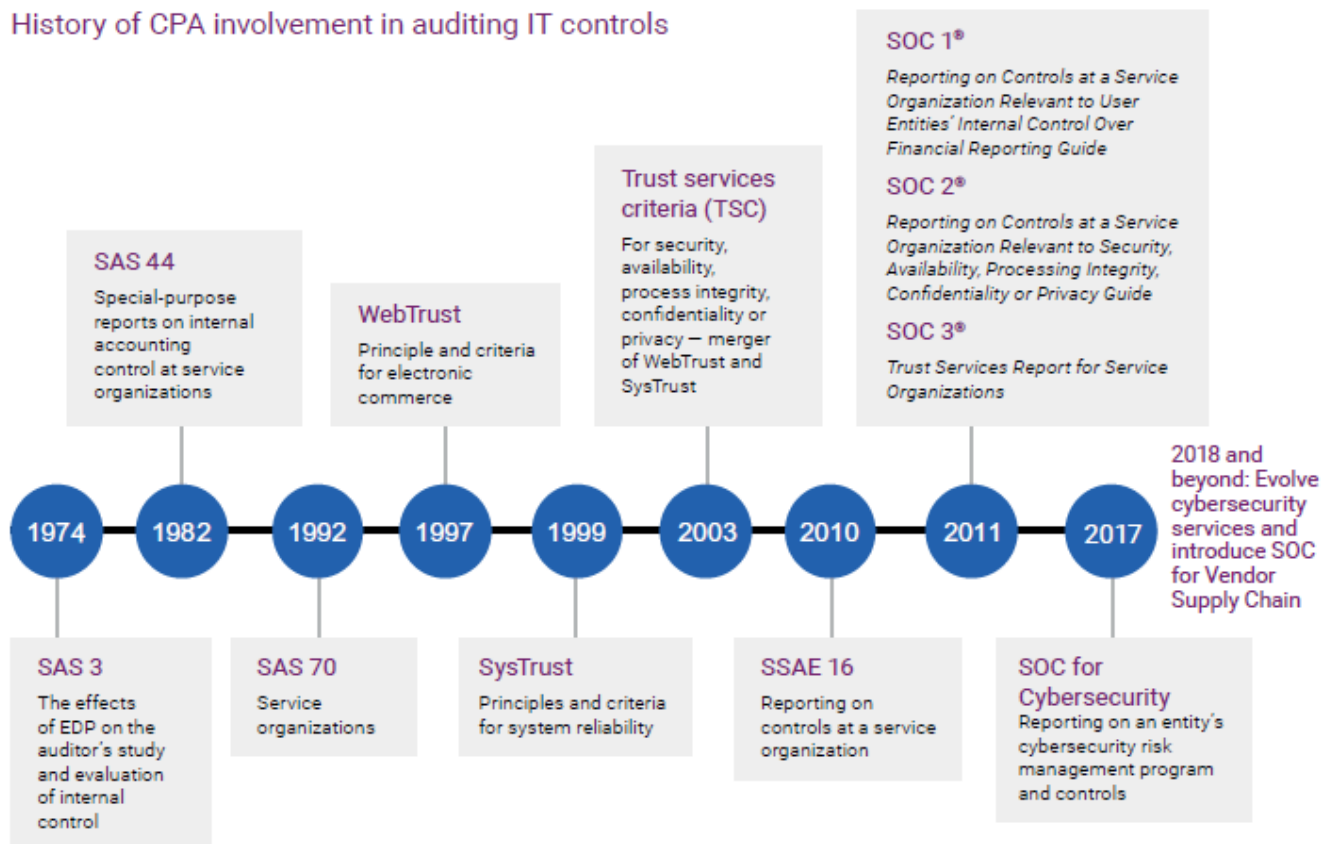 History of CPA involvement in auditing IT controls
SOC 1®
Reporting on Controls at a Service
Organization Relevant to User
Entities' Internal Control Over
Financial Reporting Guide
SOC 2®
Reporting on Controls at a Service
Organization Relevant to Security,
Availability, Processing Integrity,
Confidentiality or Privacy Guide
SOC 3®
Trust Services Report for Service
Organizations
Trust services
criteria (TSC)
For security,
availability,
process integrity,
confidentiality or
privacy — merger
of WebTrust and
SysTrust
SAS 44
Special-purpose
reports on internal
accounting
control at service
organizations
WebTrust
Principle and criteria
for electronic
commerce
1974
1982
1992
1997
1999
2003
2010
2011
2017
2018 and
beyond: Evolve
cybersecurity
services and
introduce SOC
for Vendor
Supply Chain
SAS 3
The effects
of EDP on the
auditor's study
and evaluation
of internal
control
SAS 70
Service
organizations
SysTrust
Principles and criteria
for system reliability
SSAE 16
Reporting on
controls at a service
organization
SOC for
Cybersecurity
Reporting on an entity's
cybersecurity risk
management program
and controls